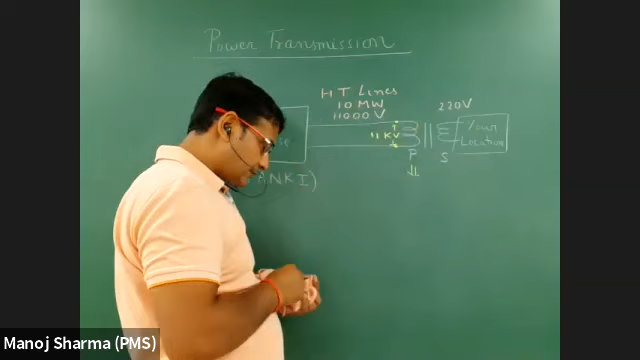 Power Transmission
HT Lines
10 MW
11000 V
11 KV
220V
Your
Location
P
S
ANKI)
Manoj Sharma (PMS)